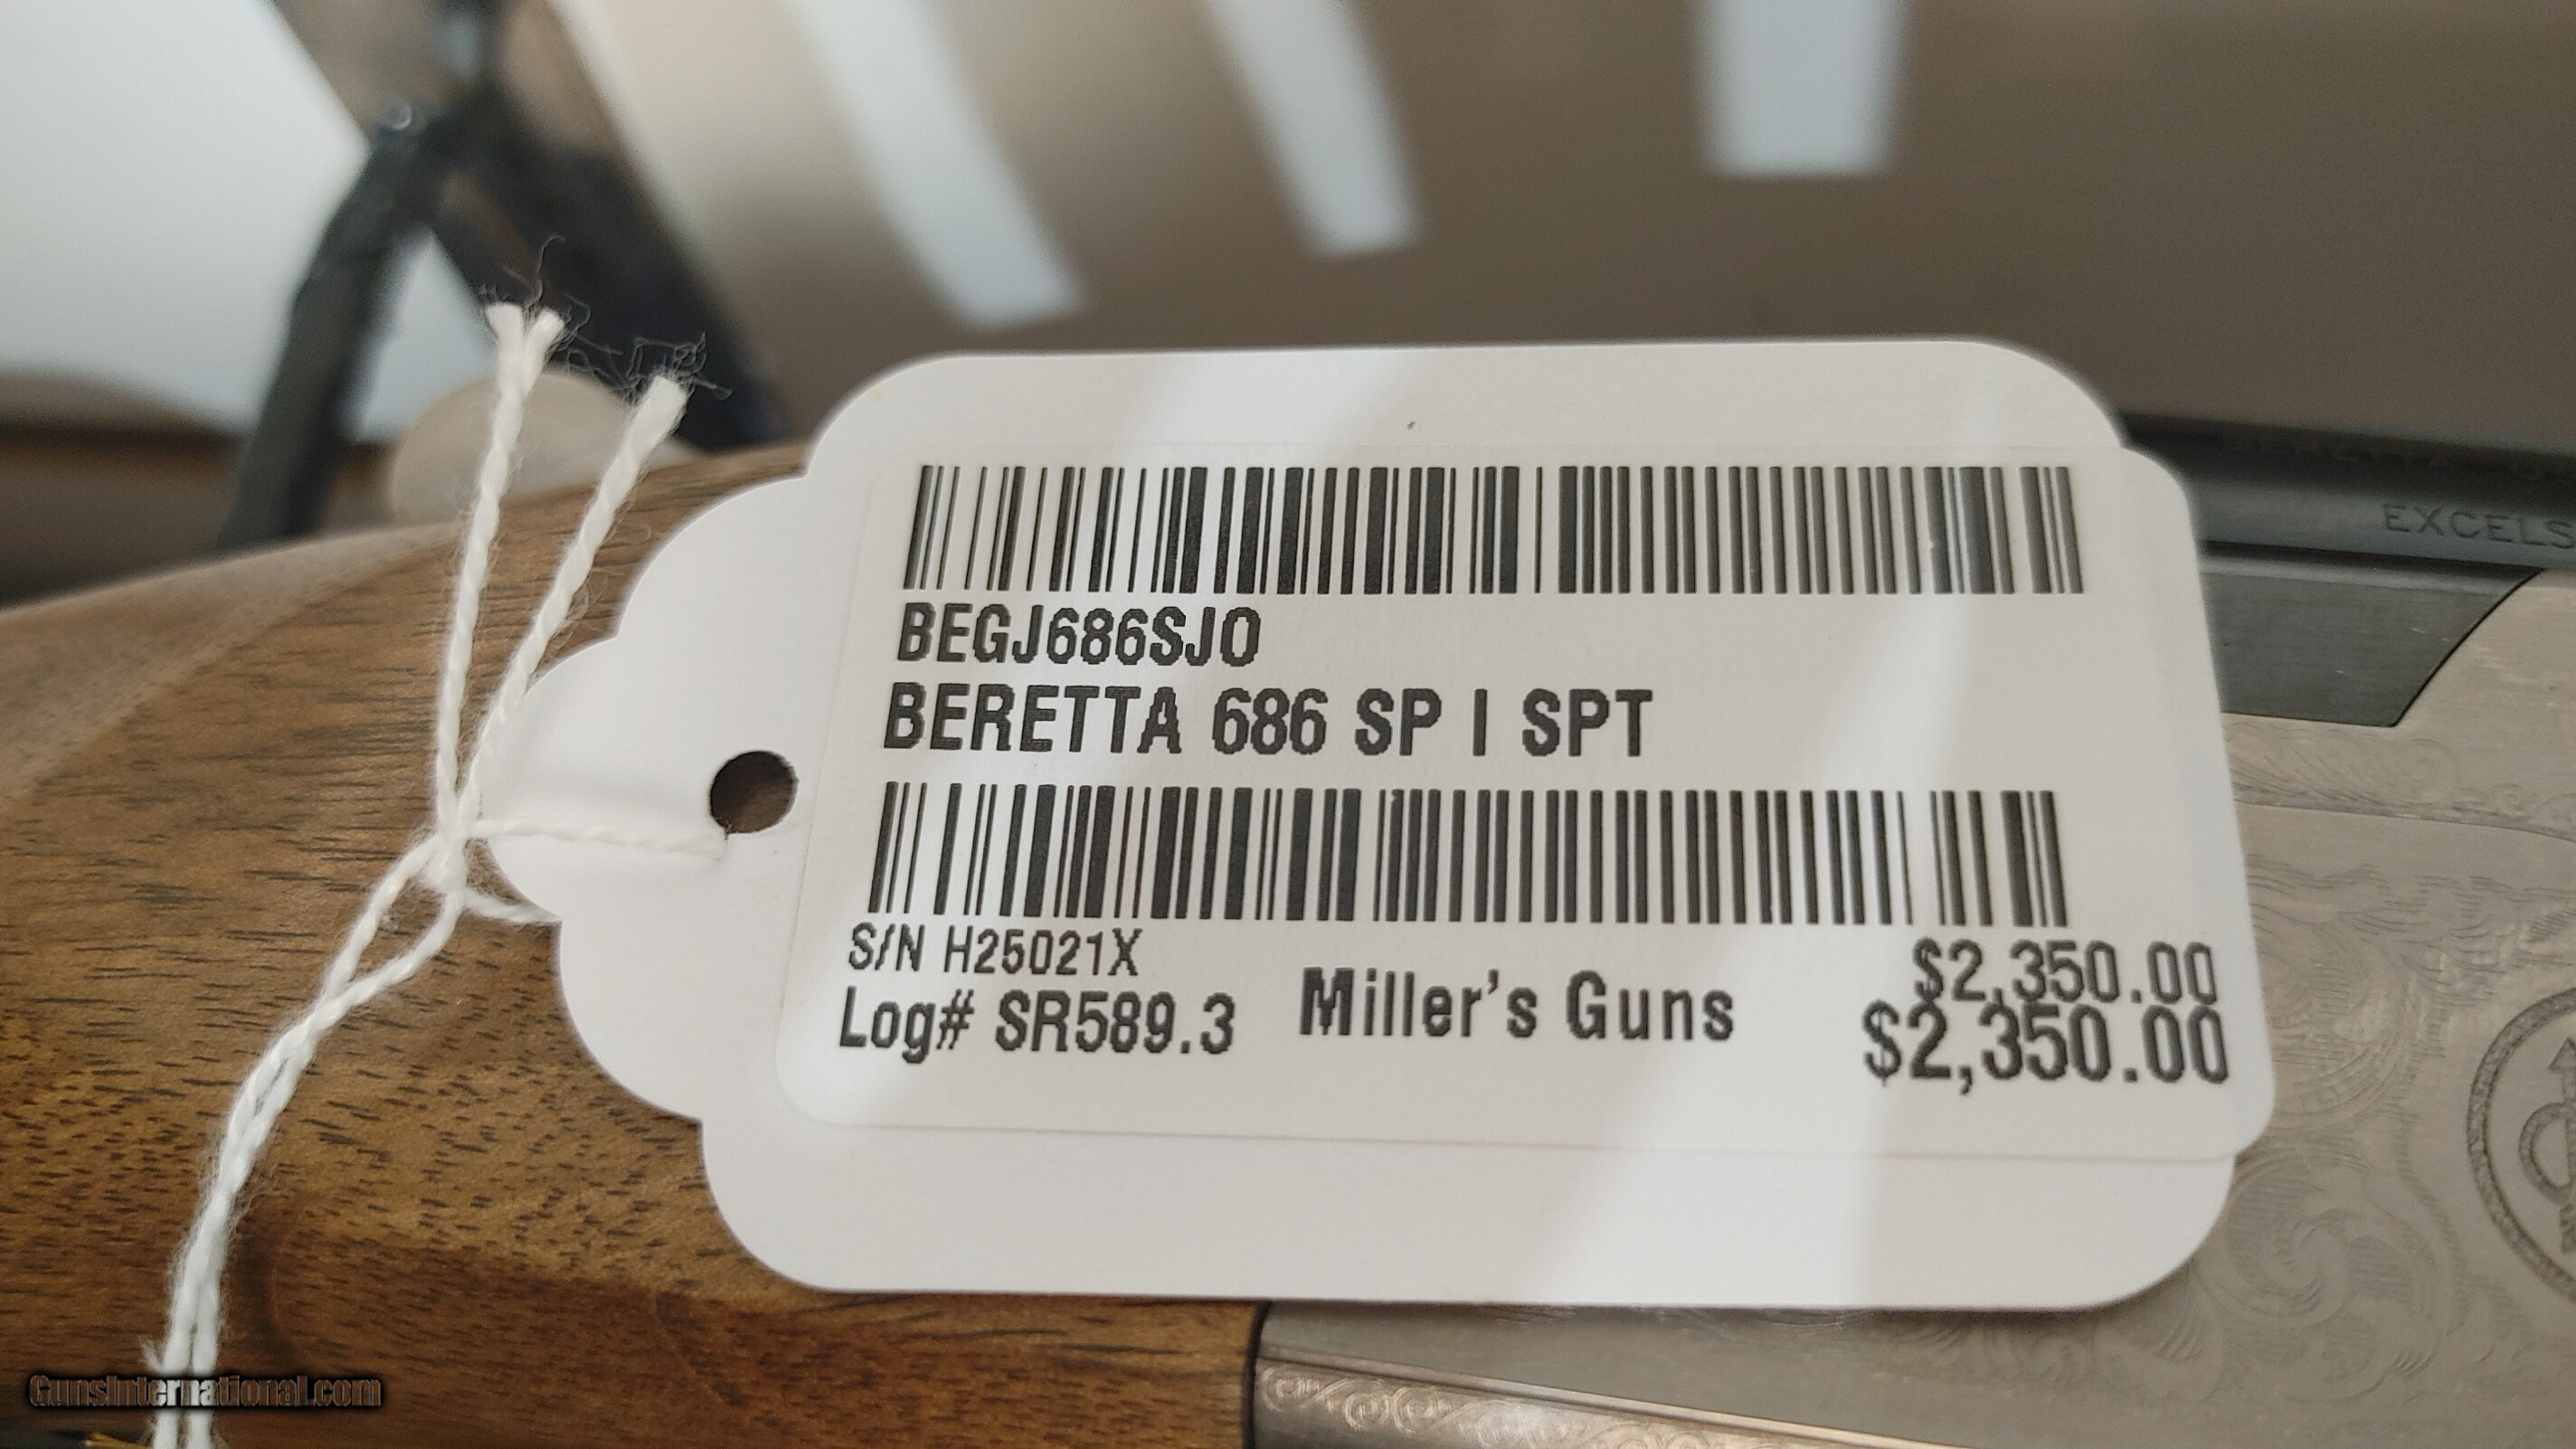 BEGJ686SJ0
BERETTA 686 SP I SPT
S/N H25021X
$2,350.00
Log# SR589.3 Miller's Guns $2,350.00
EXCELS
GunsInternational.com